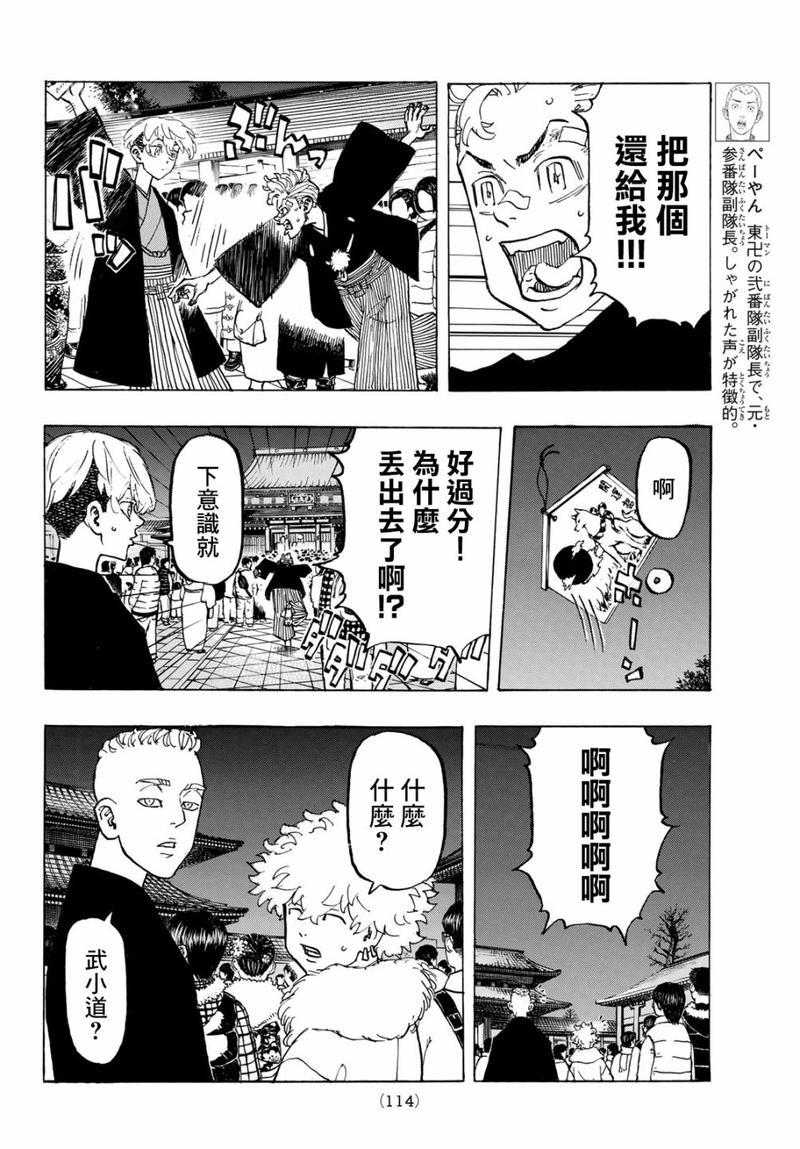 ぺーやん 東卍の弐番隊副隊長で、元・
参番隊副隊長。しゃがれた声が特徴的。
把那個
還給我!!!
啊
好過分！
為什麼
丟出去了啊!?
下意識就
啊啊啊啊啊
什麼
什麼？
武小道？
(114)